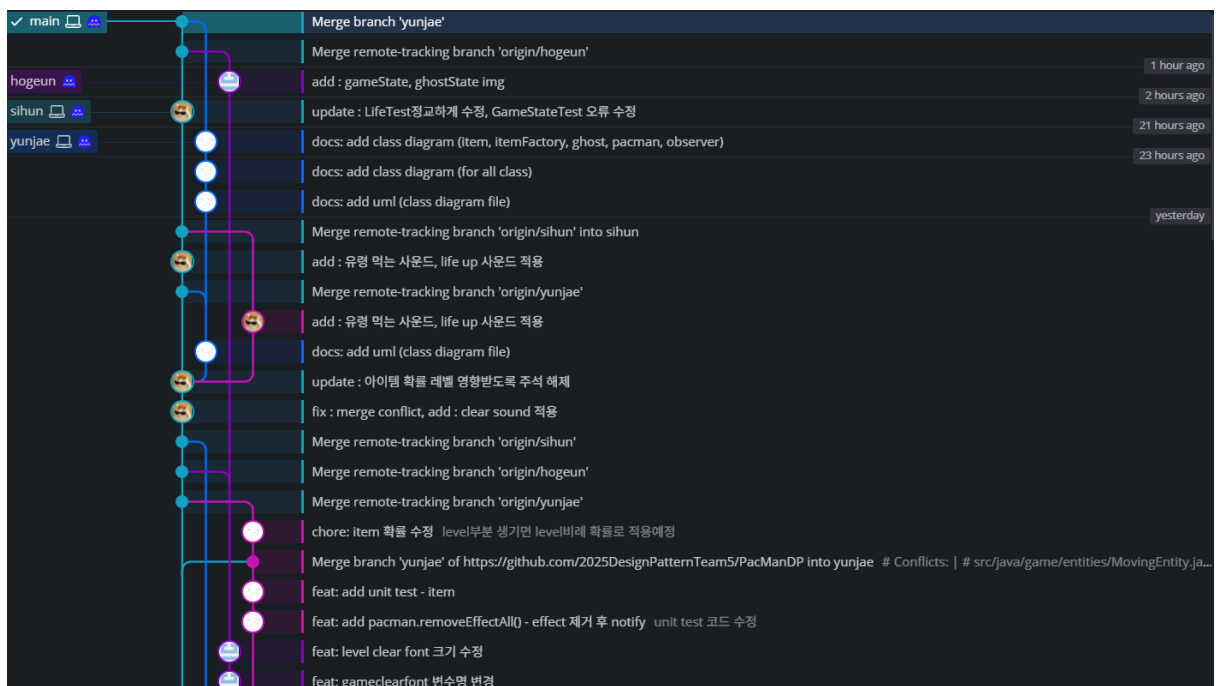 main Merge branch 'yunjae'
Merge remote-tracking branch 'origin/hogeun'
1 hour ago
hogeun add : gameState, ghostState img
2 hours ago
sihun update : LifeTest정교하게 수정, GameStateTest 오류 수정
21 hours ago
yunjae docs: add class diagram (item, itemFactory, ghost, pacman, observer)
23 hours ago
docs: add class diagram (for all class)
docs: add uml (class diagram file)
yesterday
Merge remote-tracking branch 'origin/sihun' into sihun
add : 유령 먹는 사운드, life up 사운드 적용
Merge remote-tracking branch 'origin/yunjae'
add : 유령 먹는 사운드, life up 사운드 적용
docs: add uml (class diagram file)
update : 아이템 확률 레벨 영향받도록 주석 해제
fix : merge conflict, add : clear sound 적용
Merge remote-tracking branch 'origin/sihun'
Merge remote-tracking branch 'origin/hogeun'
Merge remote-tracking branch 'origin/yunjae'
chore: item 확률 수정 level부분 생기면 level비례 확률로 적용예정
Merge branch 'yunjae' of https://github.com/2025DesignPatternTeam5/PacManDP into yunjae # Conflicts: | # src/java/game/entities/MovingEntity.ja...
feat: add unit test - item
feat: add pacman.removeEffectAll() - effect 제거 후 notify unit test 코드 수정
feat: level clear font 크기 수정
feat: gameclearfont 변수명 변경